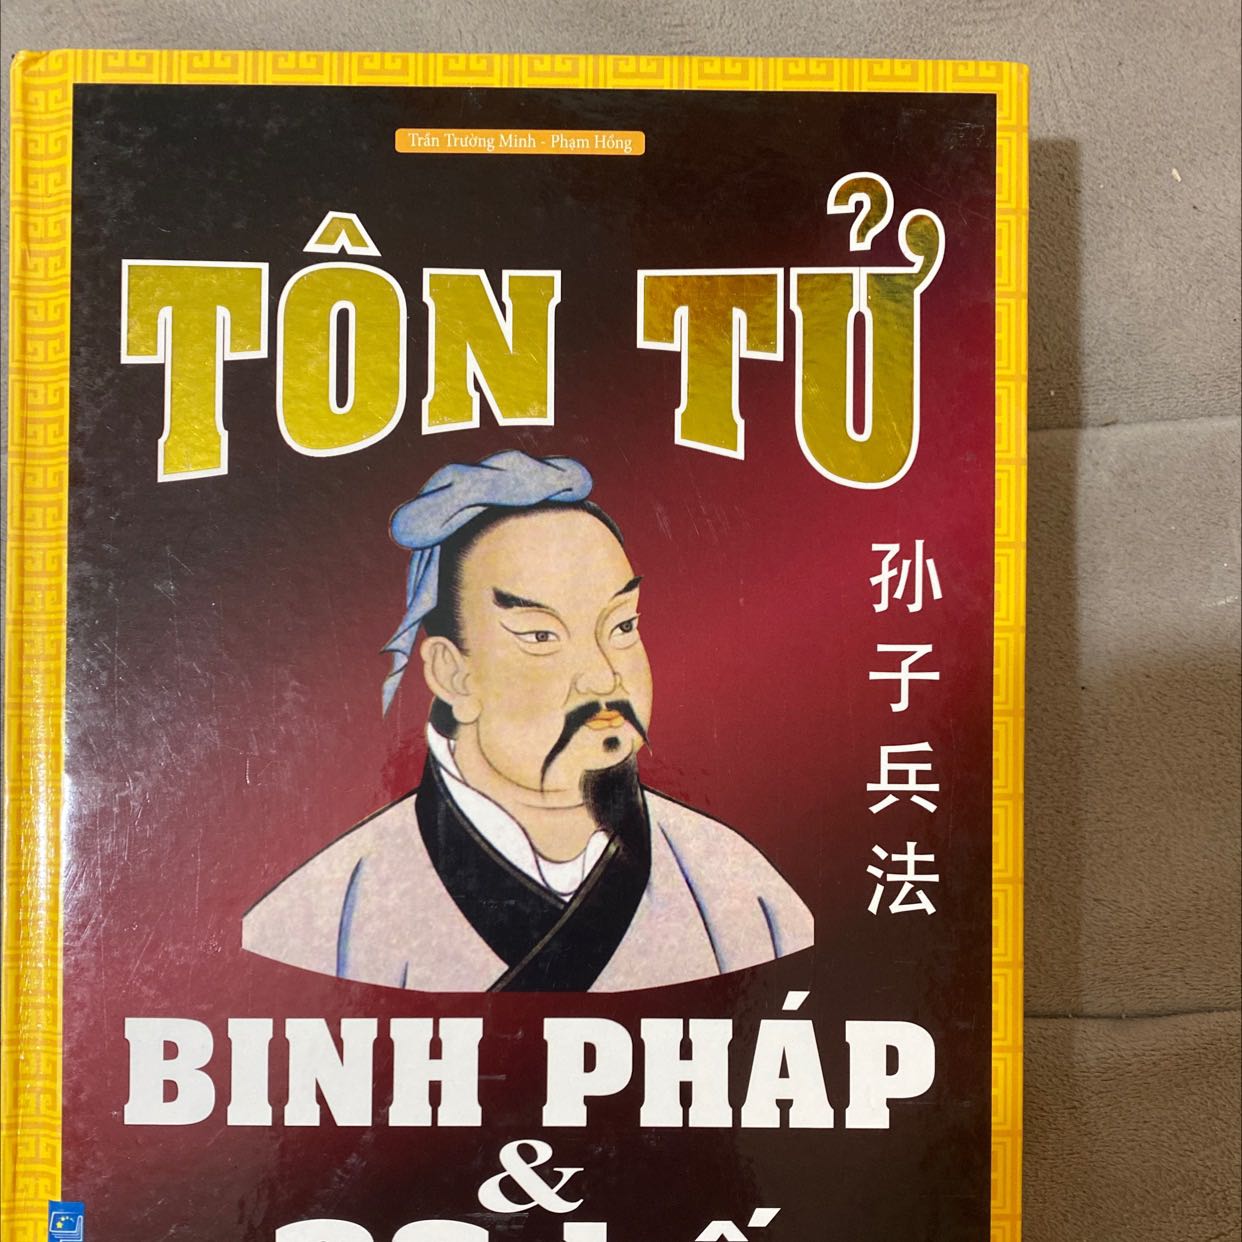 Trần Trường Minh - Phạm Hồng
TÔN TỬ
孙子兵法
BINH PHÁP
&